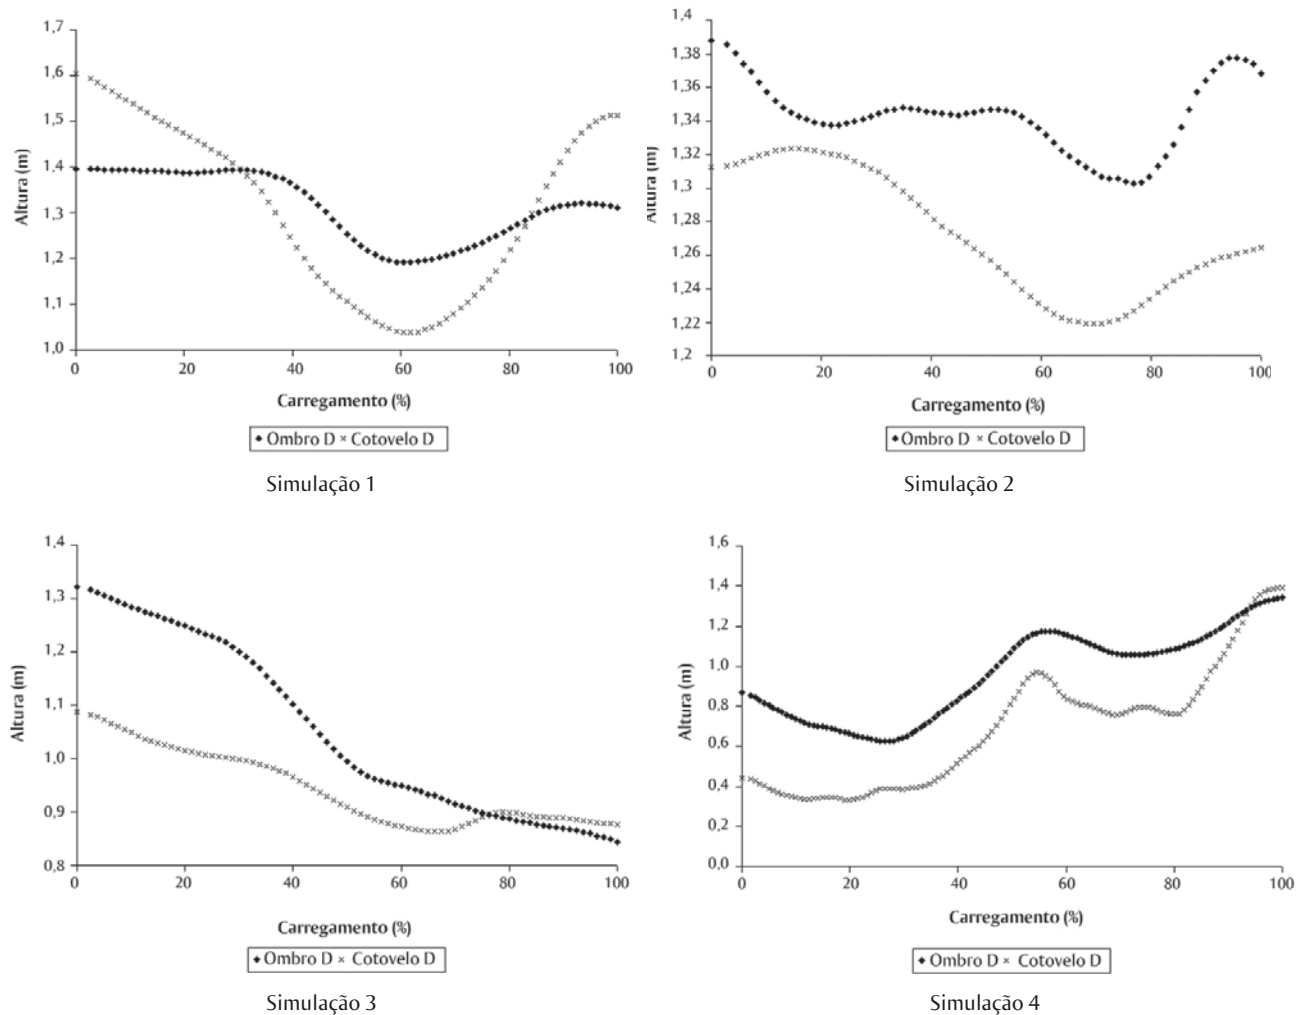 1,7
1,6
1,5
1,4
1,3
1,2
1,1
1,0
Altura (m)
0 20 40 60 80 100
Carregamento (%)
Ombro D × Cotovelo D
Simulação 1
1,4
1,38
1,36
1,34
1,32
1,3
1,28
1,26
1,24
1,22
1,2
Altura (m)
0 20 40 60 80 100
Carregamento (%)
Ombro D × Cotovelo D
Simulação 2
1,4
1,3
1,2
1,1
1,0
0,9
0,8
Altura (m)
0 20 40 60 80 100
Carregamento (%)
Ombro D × Cotovelo D
Simulação 3
1,6
1,4
1,2
1,0
0,8
0,6
0,4
0,2
0,0
Altura (m)
0 20 40 60 80 100
Carregamento (%)
Ombro D × Cotovelo D
Simulação 4